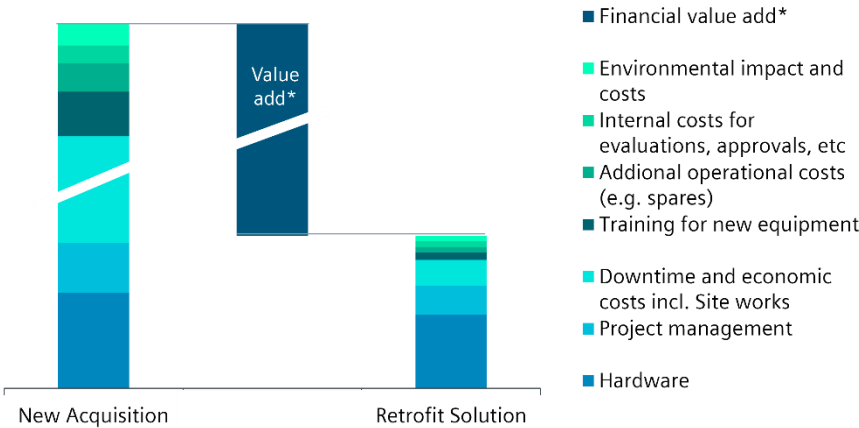 Financial value add*
Value
add*
Environmental impact and
costs
Internal costs for
evaluations, approvals, etc
Addional operational costs
(e.g. spares)
Training for new equipment
Downtime and economic
costs incl. Site works
Project management
Hardware
New Acquisition
Retrofit Solution